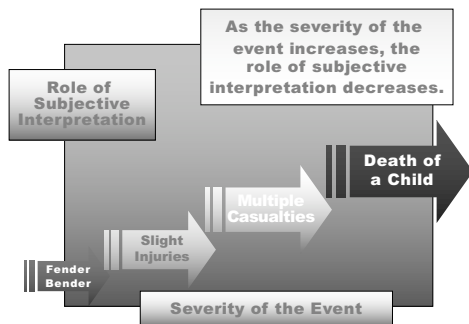 As the severity of the
event increases, the
role of subjective
interpretation decreases.
Role of
Subjective
Interpretation
Death of
a Child
Multiple
Casualties
Slight
Injuries
Fender
Bender
Severity of the Event